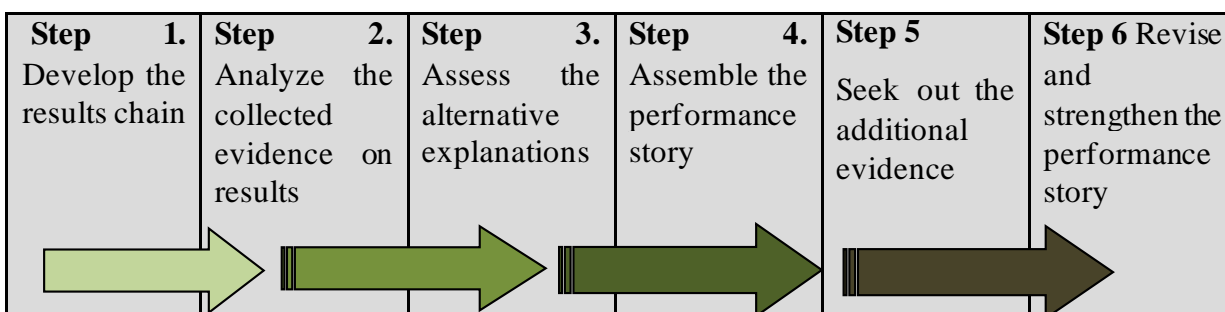 Step 1.
Develop the
results chain
Step 2.
Analyze the
collected
evidence on
results
Step 3.
Assess the
alternative
explanations
Step 4.
Assemble the
performance
story
Step 5
Seek out the
additional
evidence
Step 6 Revise
and
strengthen the
performance
story